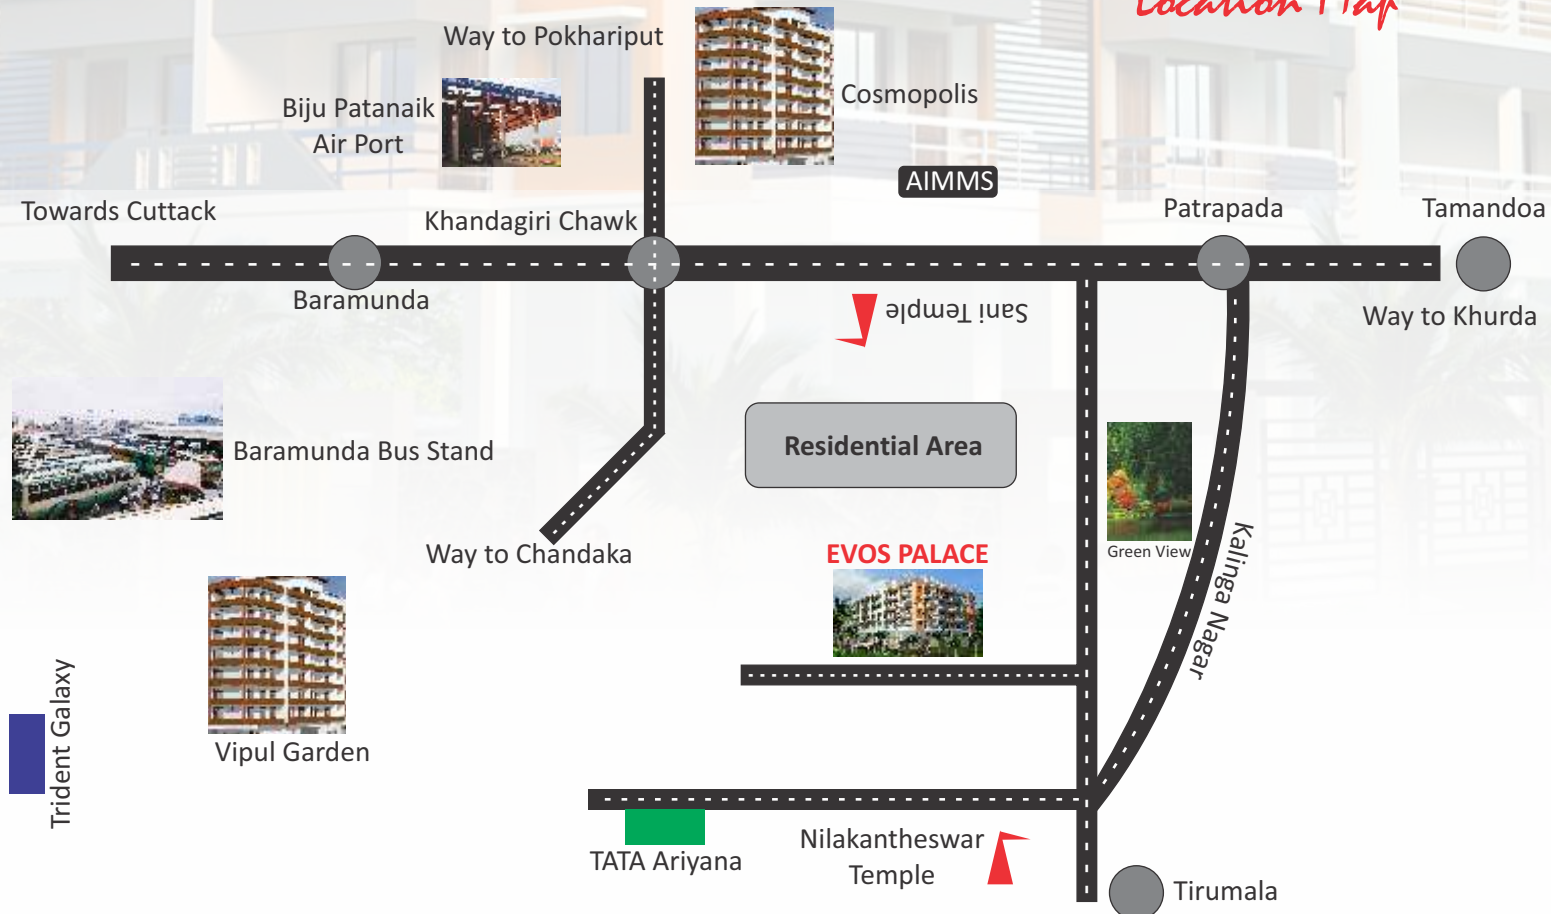 Location Map
Way to Pokhariput
Cosmopolis
Biju Patanaik
Air Port
AIMMS
Towards Cuttack
Khandagiri Chawk
Patrapada
Tamandoa
Baramunda
Sani Temple
Way to Khurda
Residential Area
Baramunda Bus Stand
Way to Chandaka
EVOS PALACE
Green View
Kalinga Nagar
Trident Galaxy
Vipul Garden
TATA Ariyana
Nilakantheswar
Temple
Tirumala